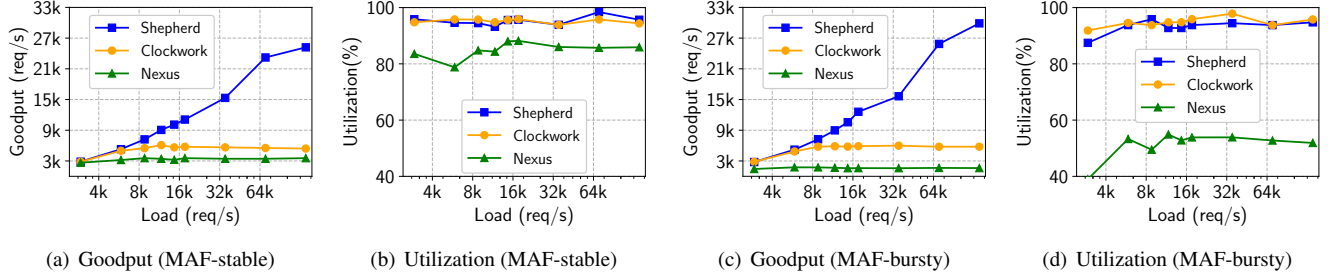 33k
27k
21k
15k
9k
3k
Goodput (req/s)
Shepherd
Clockwork
Nexus
4k 8k 16k 32k 64k
Load (req/s)
(a) Goodput (MAF-stable)
100
80
60
40
Utilization(%)
Shepherd
Clockwork
Nexus
4k 8k 16k 32k 64k
Load (req/s)
(b) Utilization (MAF-stable)
33k
27k
21k
15k
9k
3k
Goodput (req/s)
Shepherd
Clockwork
Nexus
4k 8k 16k 32k 64k
Load (req/s)
(c) Goodput (MAF-bursty)
100
80
60
40
Utilization(%)
Shepherd
Clockwork
Nexus
4k 8k 16k 32k 64k
Load (req/s)
(d) Utilization (MAF-bursty)